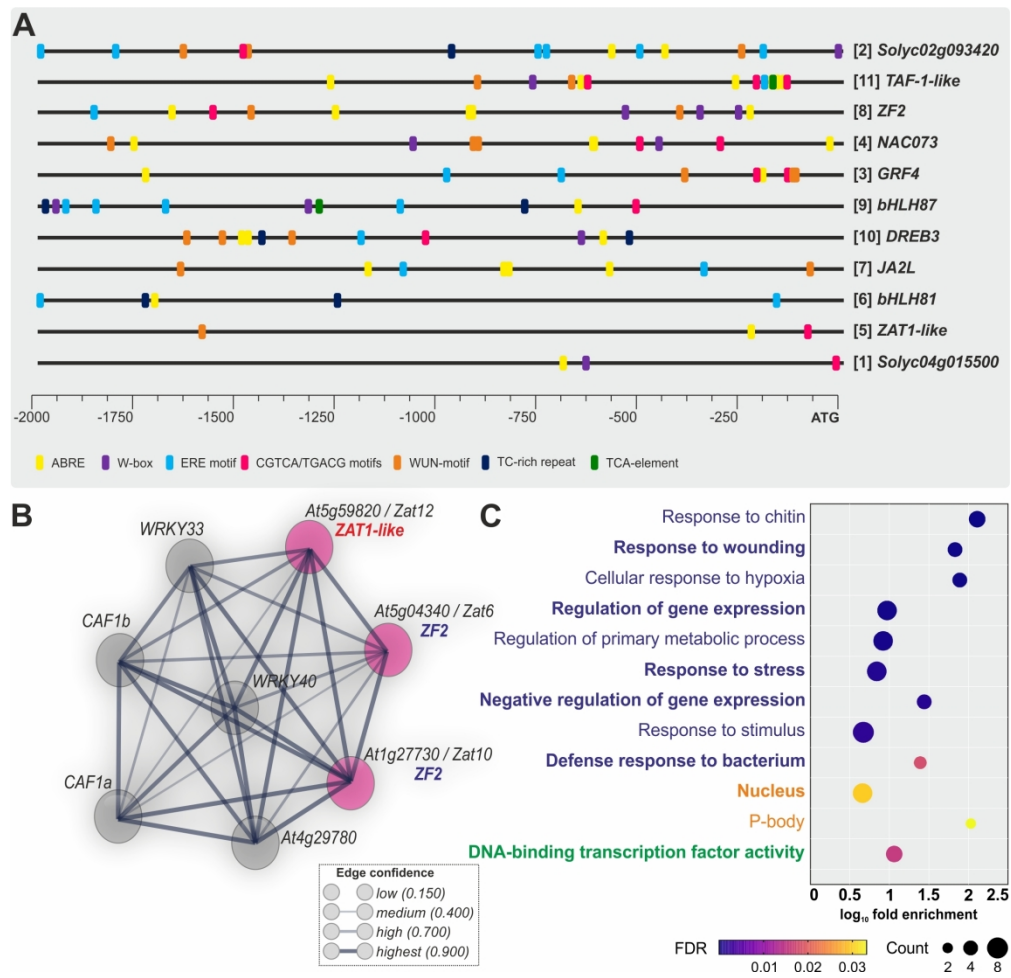 A
[2] Solyc02g093420
[11] TAF-1-like
[8] ZF2
[4] NAC073
[3] GRF4
[9] bHLH87
[10] DREB3
[7] JA2L
[6] bHLH81
[5] ZAT1-like
[1] Solyc04g015500
-2000 -1750 -1500 -1250 -1000 -750 -500 -250 ATG
ABRE W-box ERE motif CGTCA/TGACG motifs WUN-motif TC-rich repeat TCA-element
B
At5g59820 / Zat12
ZAT1-like
WRKY33
At5g04340 / Zat6
ZF2
CAF1b
WRKY40
At1g27730 / Zat10
ZF2
CAF1a
At4g29780
Edge confidence
low (0.150)
medium (0.400)
high (0.700)
highest (0.900)
C
Response to chitin
Response to wounding
Cellular response to hypoxia
Regulation of gene expression
Regulation of primary metabolic process
Response to stress
Negative regulation of gene expression
Response to stimulus
Defense response to bacterium
Nucleus
P-body
DNA-binding transcription factor activity
0 0.5 1 1.5 2 2.5
log₁₀ fold enrichment
FDR
0.01 0.02 0.03
Count
2 4 8